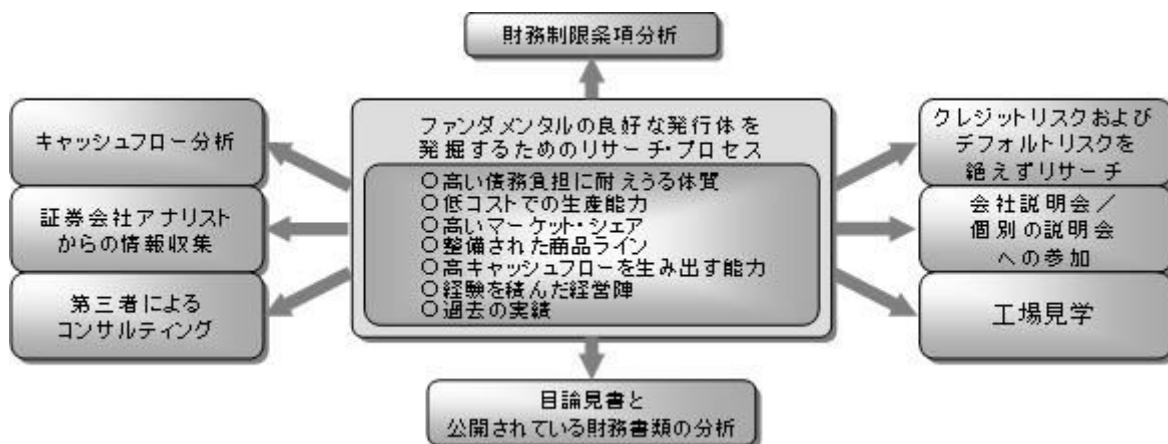 財務制限条項分析
キャッシュフロー分析
証券会社アナリスト
からの情報収集
第三者による
コンサルティング
ファンダメンタルの良好な発行体を
発掘するためのリサーチ・プロセス
○高い債務負担に耐えうる体質
○低コストでの生産能力
○高いマーケット・シェア
○整備された商品ライン
○高キャッシュフローを生み出す能力
○経験を積んだ経営陣
○過去の実績
クレジットリスクおよび
デフォルトリスクを
絶えずリサーチ
会社説明会／
個別の説明会
への参加
工場見学
目論見書と
公開されている財務書類の分析